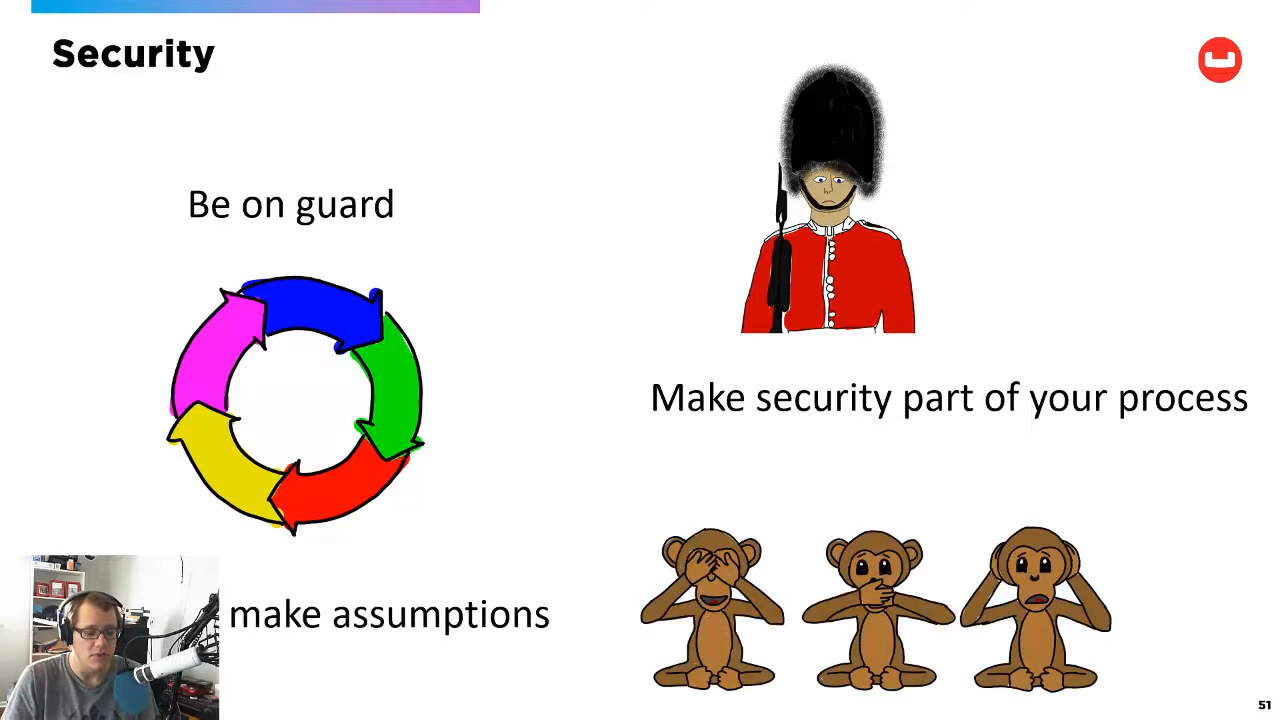 Security
Be on guard
Make security part of your process
make assumptions
51